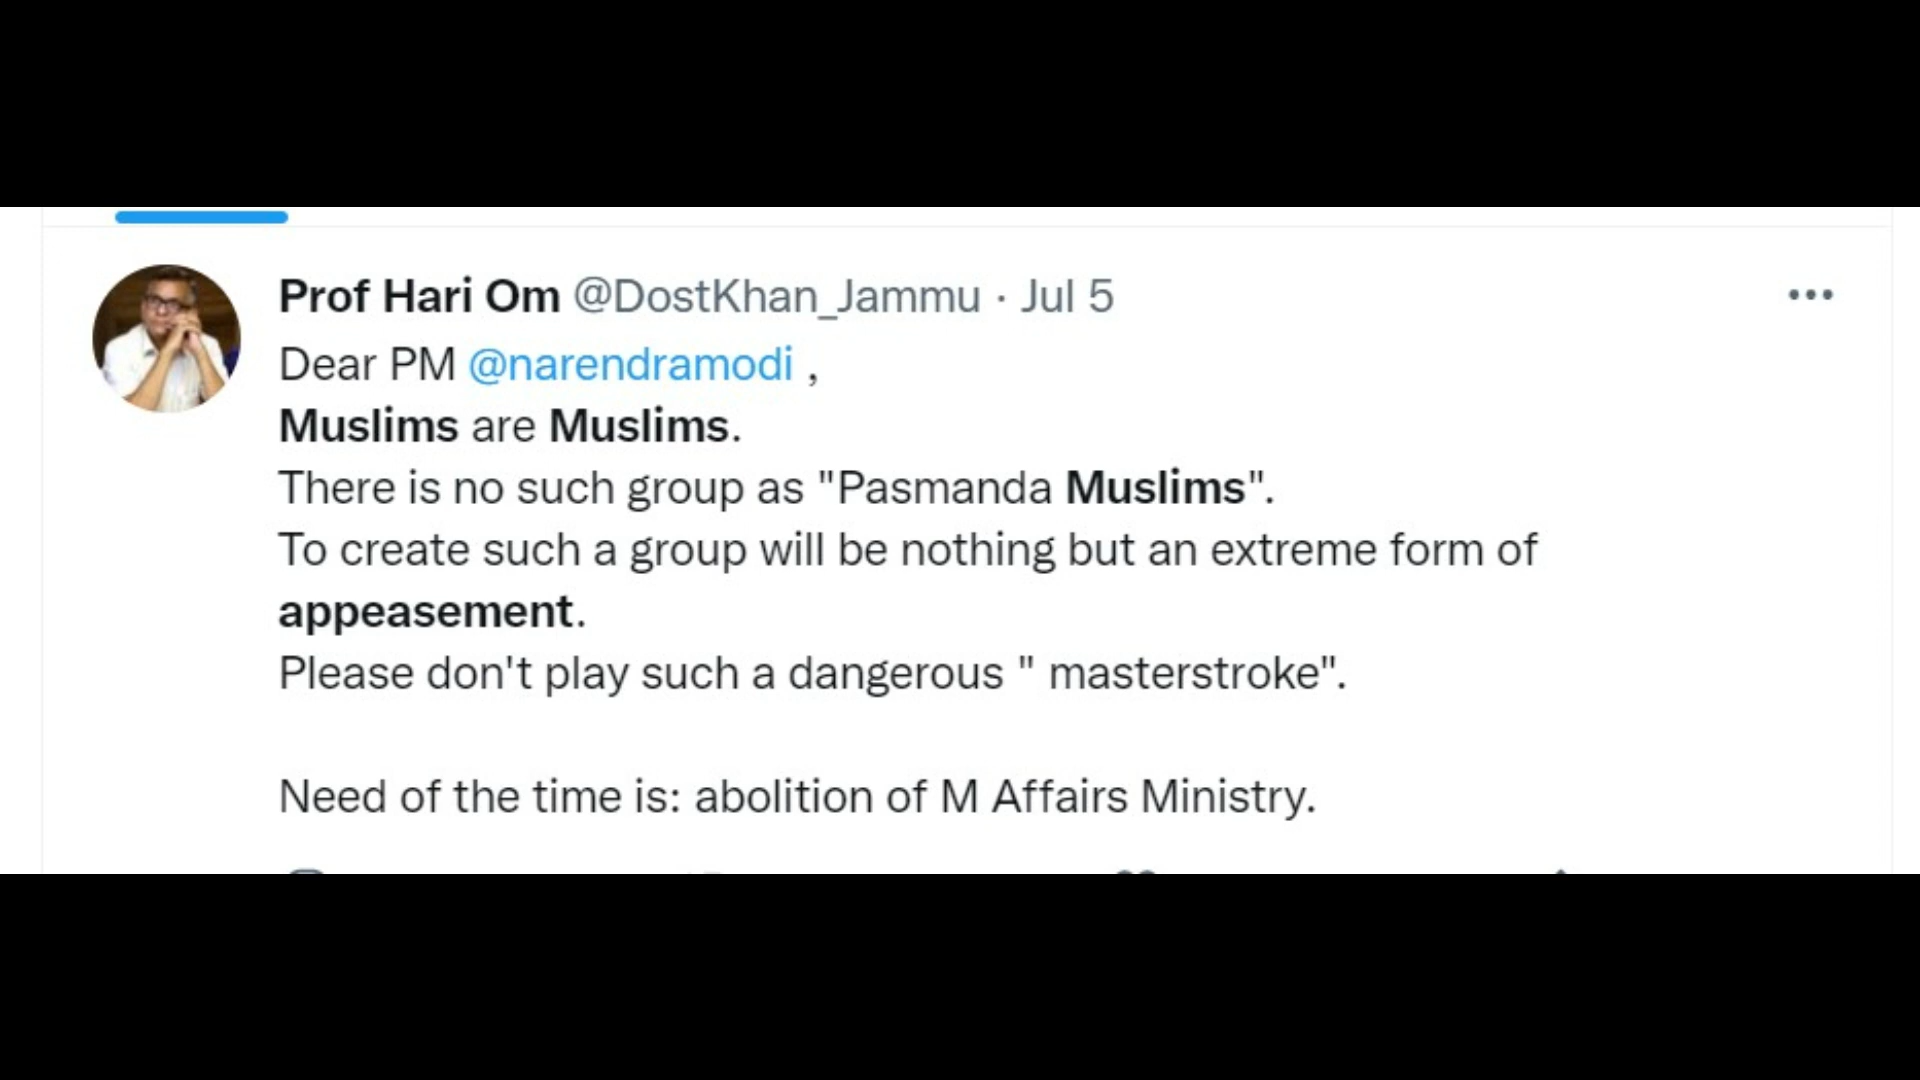 Prof Hari Om @DostKhan_Jammu · Jul 5
Dear PM @narendramodi ,
Muslims are Muslims.
There is no such group as "Pasmanda Muslims".
To create such a group will be nothing but an extreme form of
appeasement.
Please don't play such a dangerous " masterstroke".
Need of the time is: abolition of M Affairs Ministry.